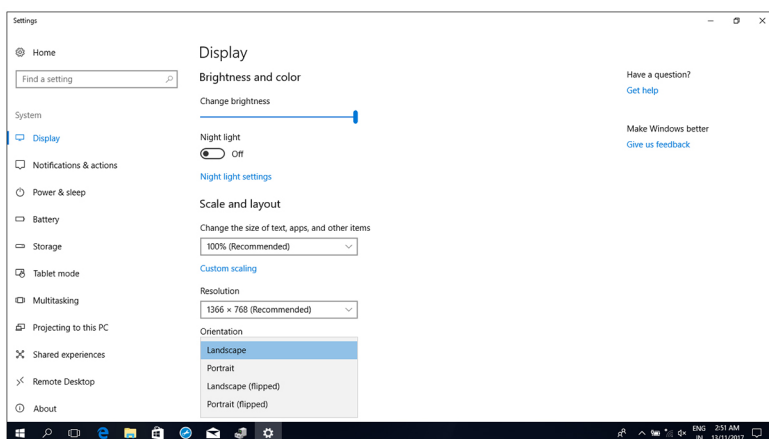 Settings
Home
Find a setting
System
Display
Notifications & actions
Power & sleep
Battery
Storage
Tablet mode
Multitasking
Projecting to this PC
Shared experiences
Remote Desktop
About
Display
Brightness and color
Change brightness
Night light
Off
Night light settings
Scale and layout
Change the size of text, apps, and other items
100% (Recommended)
Custom scaling
Resolution
1366 × 768 (Recommended)
Orientation
Landscape
Portrait
Landscape (flipped)
Portrait (flipped)
Have a question?
Get help
Make Windows better
Give us feedback
ENG 2:51 AM
IN 13/11/2017